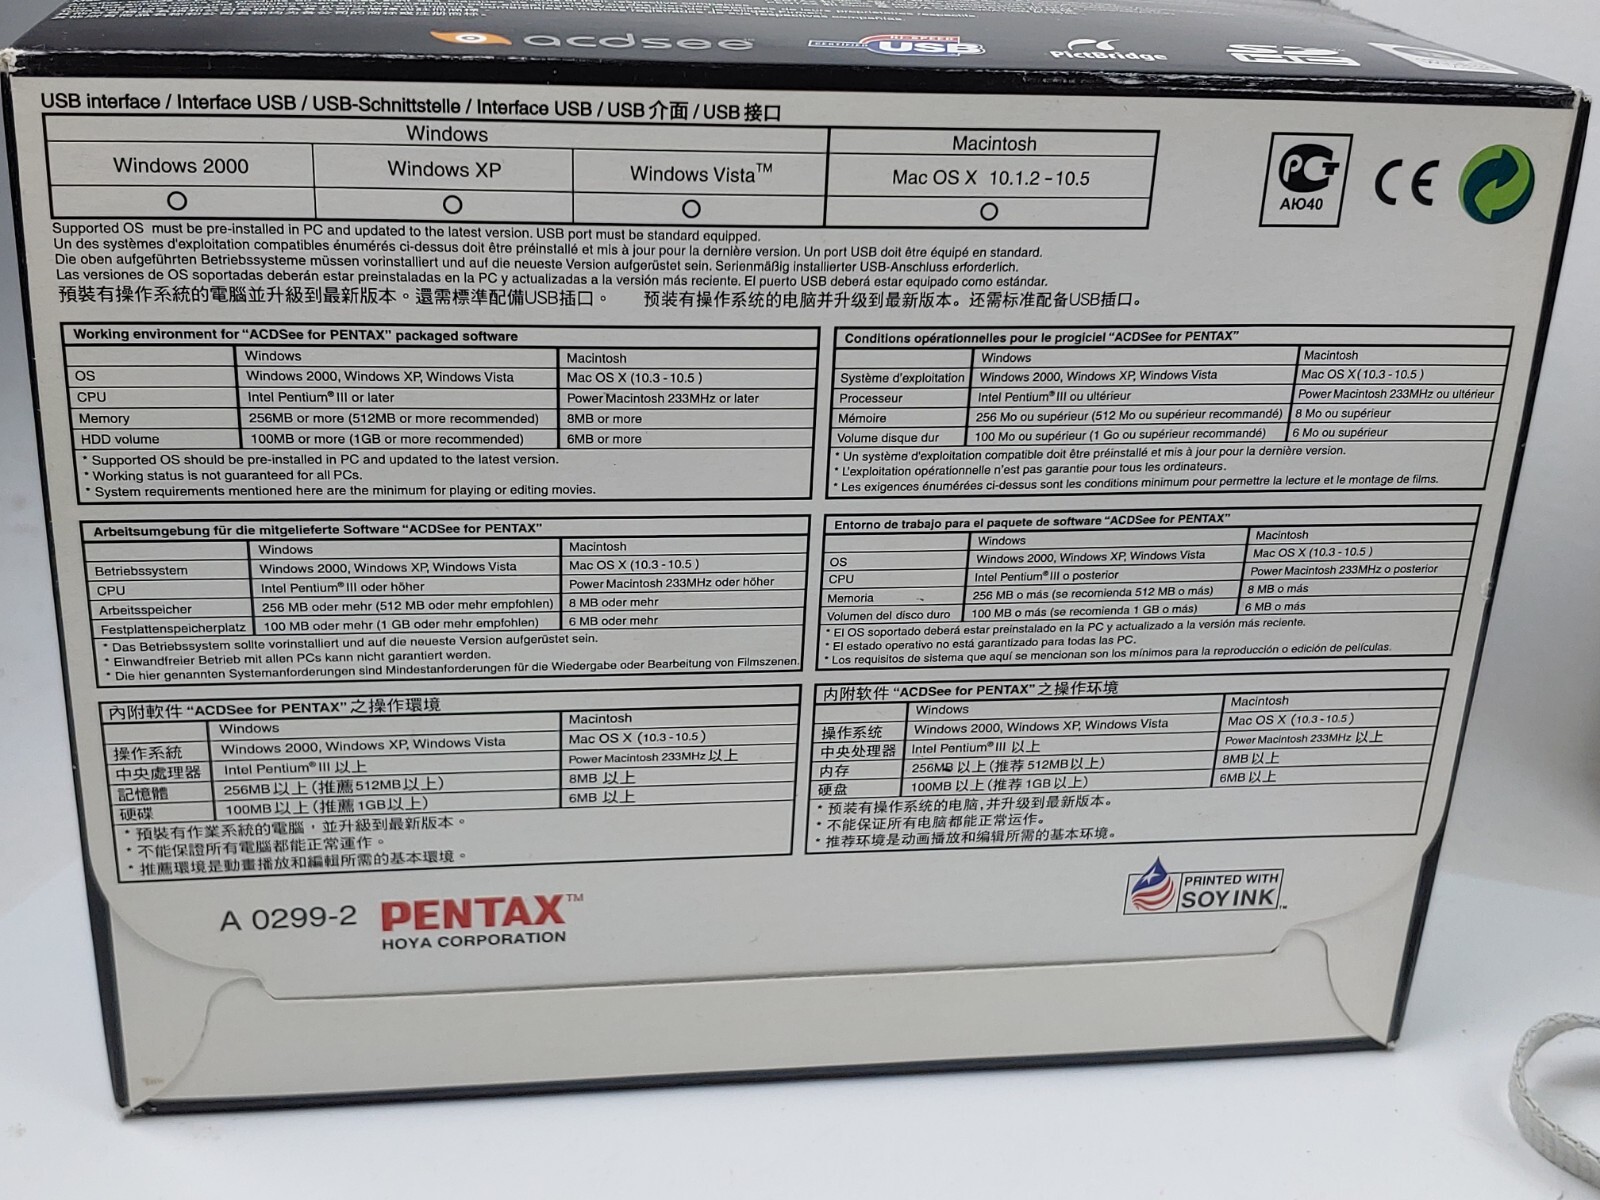 acdsee
CERTIFIED HI-SPEED USB
PictBridge
USB interface / Interface USB / USB-Schnittstelle / Interface USB / USB 介面 / USB 接口
Windows
Macintosh
Windows 2000
Windows XP
Windows Vista™
Mac OS X 10.1.2 - 10.5
○ ○ ○ ○
PCT
АЮ40
CE
Supported OS must be pre-installed in PC and updated to the latest version. USB port must be standard equipped.
Un des systèmes d'exploitation compatibles énumérés ci-dessus doit être préinstallé et mis à jour pour la dernière version. Un port USB doit être équipé en standard.
Die oben aufgeführten Betriebssysteme müssen vorinstalliert und auf die neueste Version aufgerüstet sein. Serienmäßig installierter USB-Anschluss erforderlich.
Las versiones de OS soportadas deberán estar preinstaladas en la PC y actualizadas a la versión más reciente. El puerto USB deberá estar equipado como estándar.
預裝有操作系統的電腦並升級到最新版本。還需標準配備USB插口。 预装有操作系统的电脑并升级到最新版本。还需标准配备USB插口。
Working environment for "ACDSee for PENTAX" packaged software
Windows Macintosh
OS Windows 2000, Windows XP, Windows Vista Mac OS X (10.3 - 10.5 )
CPU Intel Pentium® III or later Power Macintosh 233MHz or later
Memory 256MB or more (512MB or more recommended) 8MB or more
HDD volume 100MB or more (1GB or more recommended) 6MB or more
* Supported OS should be pre-installed in PC and updated to the latest version.
* Working status is not guaranteed for all PCs.
* System requirements mentioned here are the minimum for playing or editing movies.
Conditions opérationnelles pour le progiciel "ACDSee for PENTAX"
Windows Macintosh
Système d'exploitation Windows 2000, Windows XP, Windows Vista Mac OS X(10.3 - 10.5 )
Processeur Intel Pentium® III ou ultérieur Power Macintosh 233MHz ou ultérieur
Mémoire 256 Mo ou supérieur (512 Mo ou supérieur recommandé) 8 Mo ou supérieur
Volume disque dur 100 Mo ou supérieur (1 Go ou supérieur recommandé) 6 Mo ou supérieur
* Un système d'exploitation compatible doit être préinstallé et mis à jour pour la dernière version.
* L'exploitation opérationnelle n'est pas garantie pour tous les ordinateurs.
* Les exigences énumérées ci-dessus sont les conditions minimum pour permettre la lecture et le montage de films.
Arbeitsumgebung für die mitgelieferte Software "ACDSee for PENTAX"
Windows Macintosh
Betriebssystem Windows 2000, Windows XP, Windows Vista Mac OS X (10.3 - 10.5 )
CPU Intel Pentium® III oder höher Power Macintosh 233MHz oder höher
Arbeitsspeicher 256 MB oder mehr (512 MB oder mehr empfohlen) 8 MB oder mehr
Festplattenspeicherplatz 100 MB oder mehr (1 GB oder mehr empfohlen) 6 MB oder mehr
* Das Betriebssystem sollte vorinstalliert und auf die neueste Version aufgerüstet sein.
* Einwandfreier Betrieb mit allen PCs kann nicht garantiert werden.
* Die hier genannten Systemanforderungen sind Mindestanforderungen für die Wiedergabe oder Bearbeitung von Filmszenen.
Entorno de trabajo para el paquete de software "ACDSee for PENTAX"
Windows Macintosh
OS Windows 2000, Windows XP, Windows Vista Mac OS X (10.3 - 10.5 )
CPU Intel Pentium® III o posterior Power Macintosh 233MHz o posterior
Memoria 256 MB o más (se recomienda 512 MB o más) 8 MB o más
Volumen del disco duro 100 MB o más (se recomienda 1 GB o más) 6 MB o más
* El OS soportado deberá estar preinstalado en la PC y actualizado a la versión más reciente.
* El estado operativo no está garantizado para todas las PC.
* Los requisitos de sistema que aquí se mencionan son los mínimos para la reproducción o edición de películas.
內附軟件 "ACDSee for PENTAX" 之操作環境
Windows Macintosh
操作系統 Windows 2000, Windows XP, Windows Vista Mac OS X (10.3 - 10.5 )
中央處理器 Intel Pentium® III 以上 Power Macintosh 233MHz 以上
記憶體 256MB以上(推薦512MB以上) 8MB 以上
硬碟 100MB以上(推薦 1GB以上) 6MB 以上
* 預裝有作業系統的電腦，並升級到最新版本。
* 不能保證所有電腦都能正常運作。
* 推薦環境是動畫播放和編輯所需的基本環境。
内附软件 "ACDSee for PENTAX" 之操作环境
Windows Macintosh
操作系统 Windows 2000, Windows XP, Windows Vista Mac OS X (10.3 - 10.5 )
中央处理器 Intel Pentium® III 以上 Power Macintosh 233MHz 以上
内存 256MB 以上(推荐 512MB以上) 8MB 以上
硬盘 100MB 以上(推荐 1GB以上) 6MB 以上
* 预装有操作系统的电脑,并升级到最新版本。
* 不能保证所有电脑都能正常运作。
* 推荐环境是动画播放和编辑所需的基本环境。
A 0299-2 PENTAX™
HOYA CORPORATION
PRINTED WITH
SOY INK™